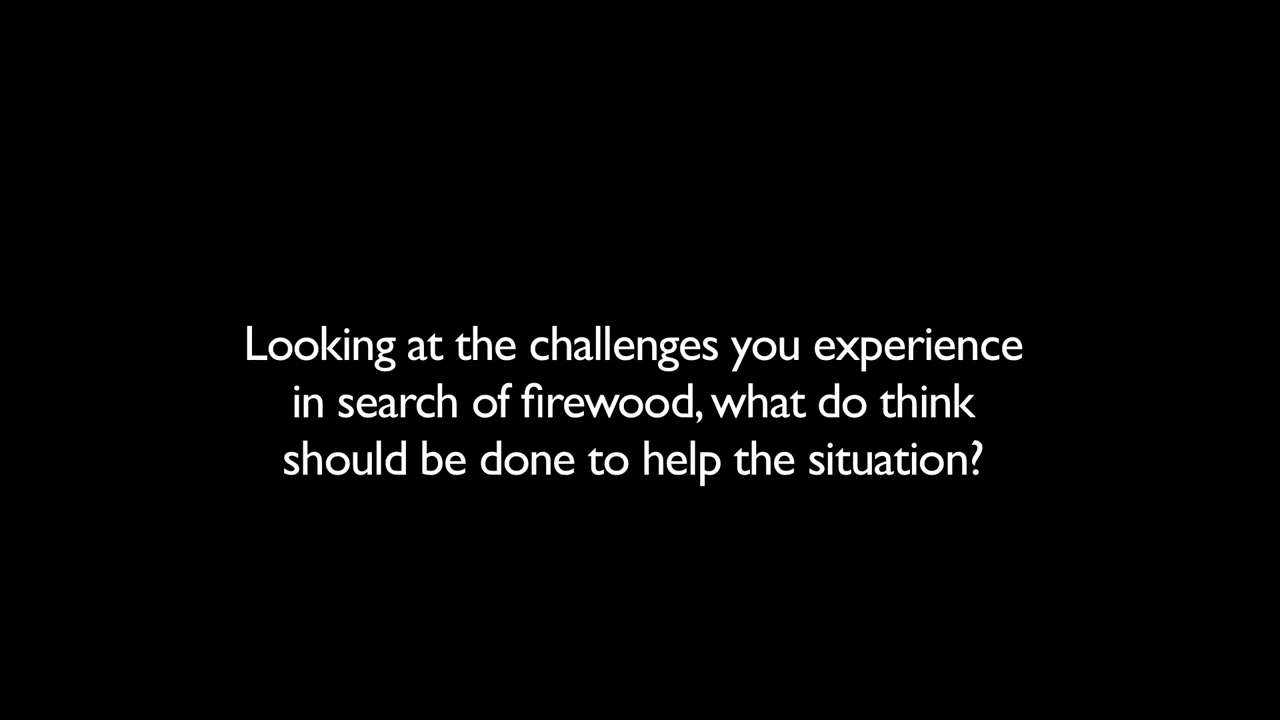 Looking at the challenges you experience
in search of firewood, what do think
should be done to help the situation?